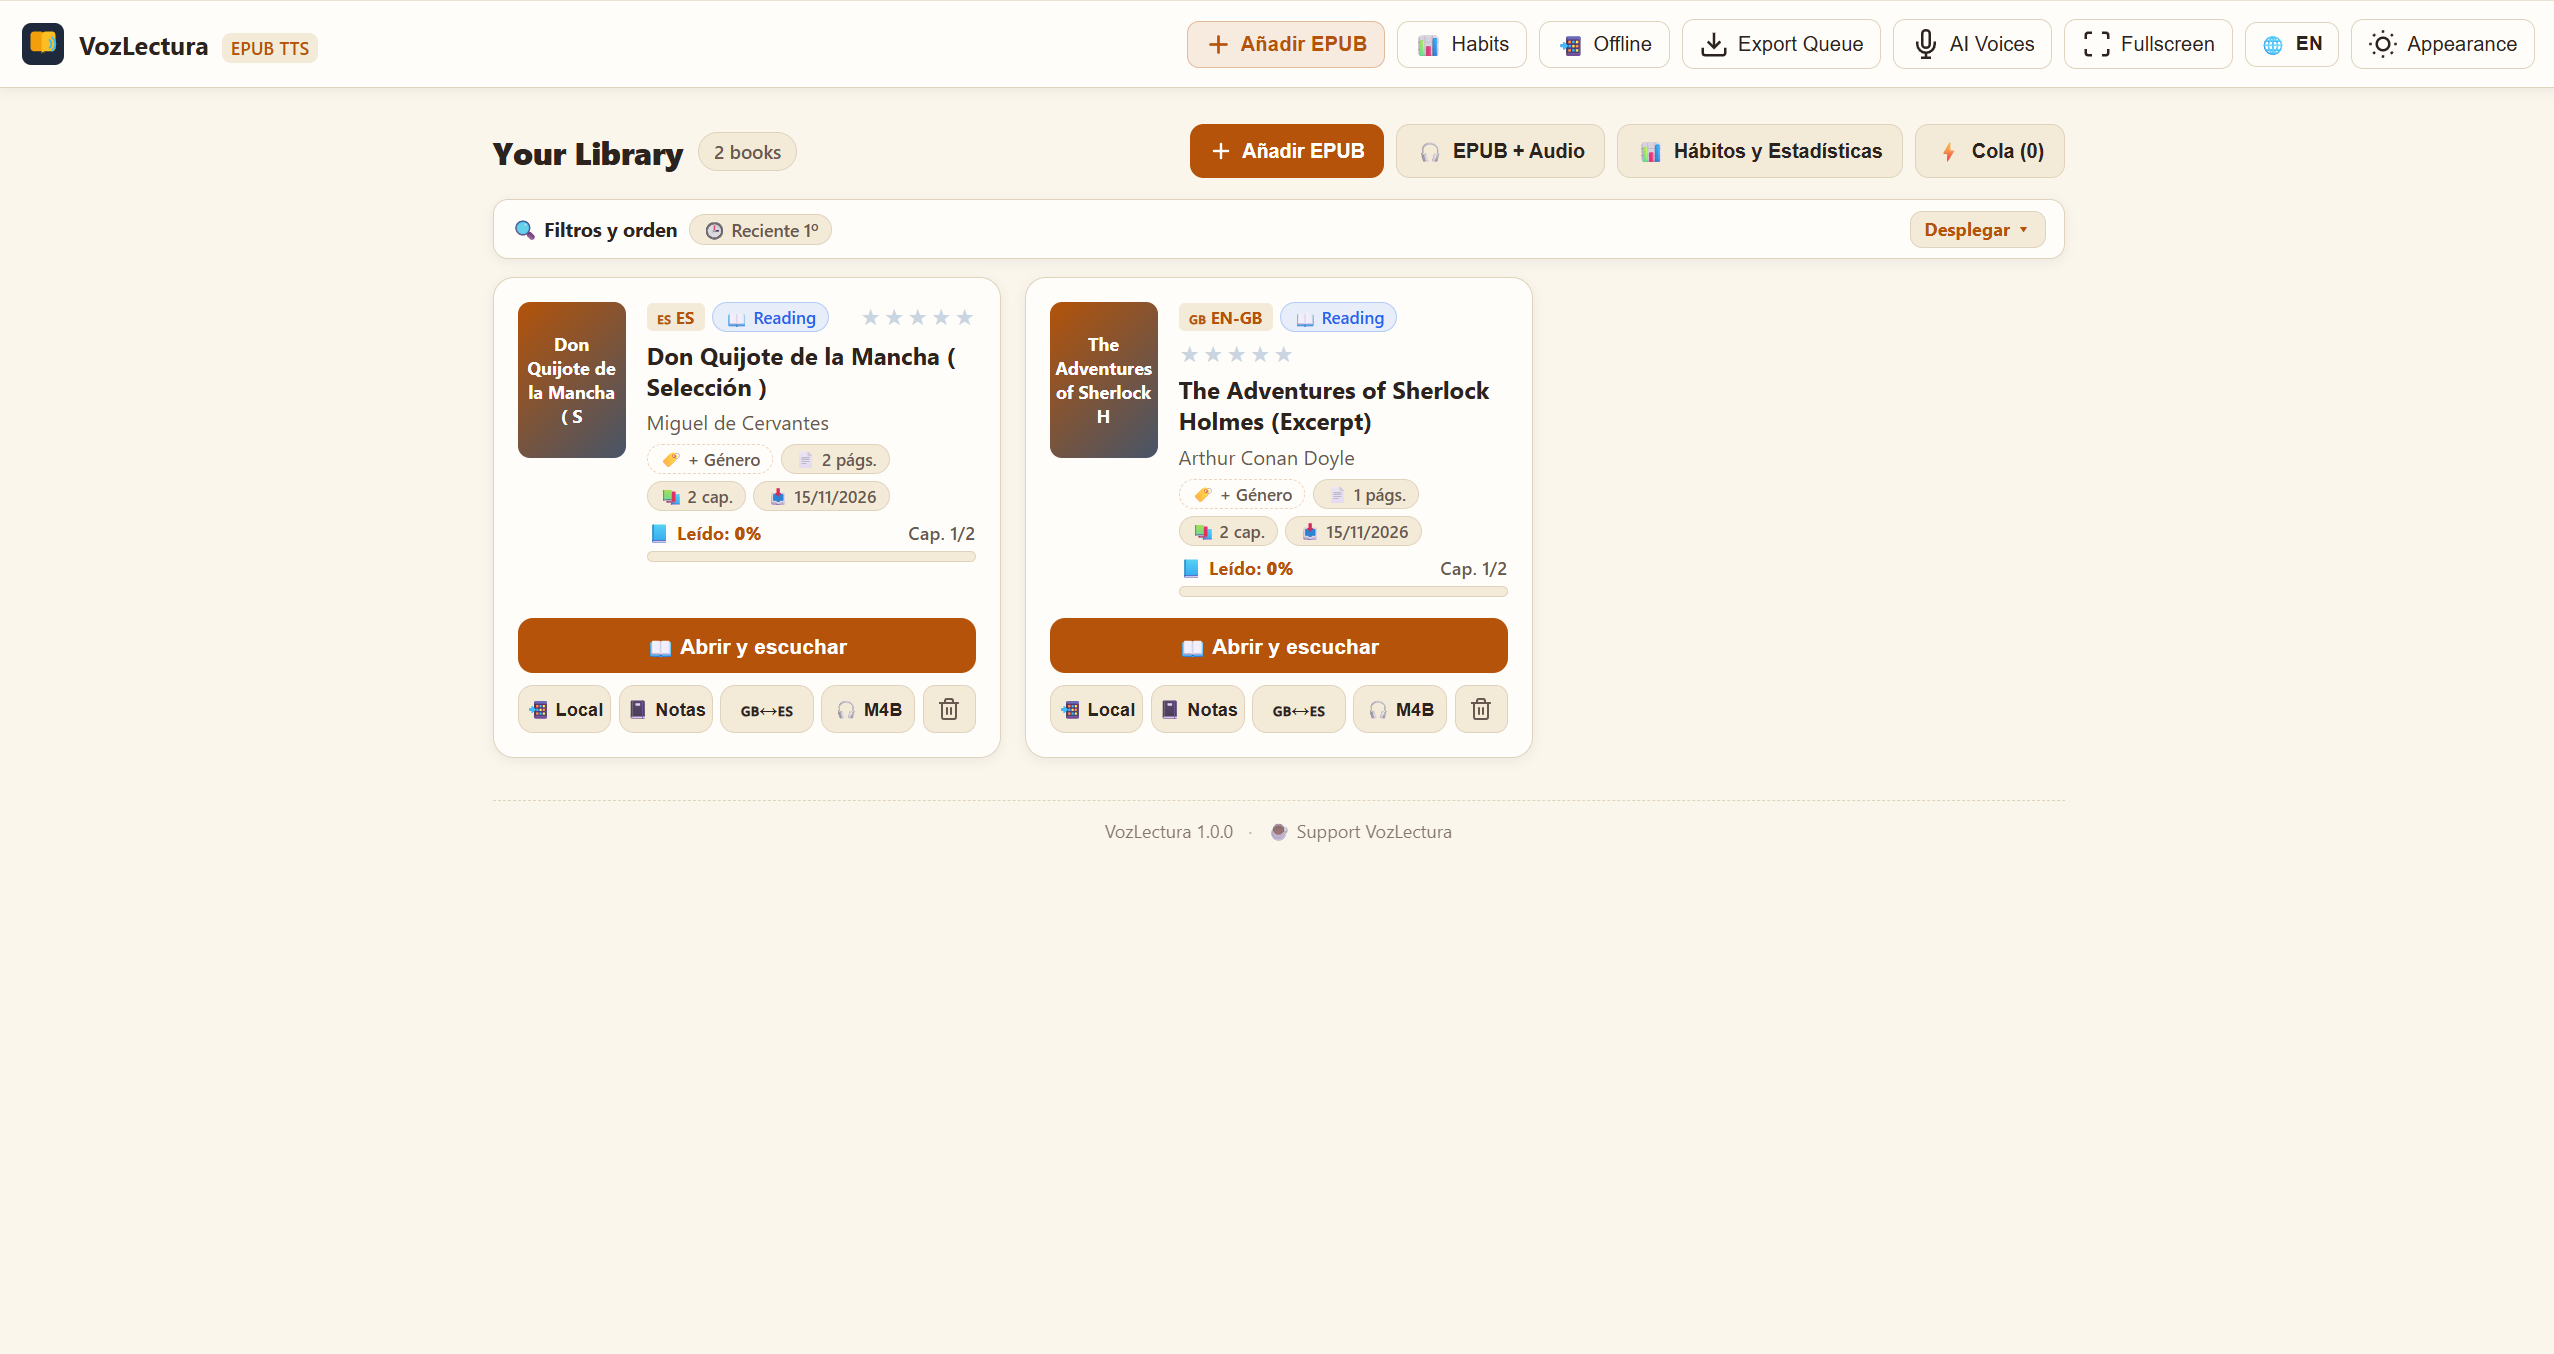 VozLectura EPUB TTS
Añadir EPUB
Habits
Offline
Export Queue
AI Voices
Fullscreen
EN
Appearance
Your Library 2 books
Añadir EPUB
EPUB + Audio
Hábitos y Estadísticas
Cola (0)
Filtros y orden Reciente 1º
Desplegar
Don
Quijote de
la Mancha
( S
ES ES Reading
Don Quijote de la Mancha (
Selección )
Miguel de Cervantes
+ Género 2 págs.
2 cap. 15/11/2026
Leído: 0% Cap. 1/2
Abrir y escuchar
Local Notas GB↔ES M4B
The
Adventures
of Sherlock
H
GB EN-GB Reading
The Adventures of Sherlock
Holmes (Excerpt)
Arthur Conan Doyle
+ Género 1 págs.
2 cap. 15/11/2026
Leído: 0% Cap. 1/2
Abrir y escuchar
Local Notas GB↔ES M4B
VozLectura 1.0.0 · Support VozLectura